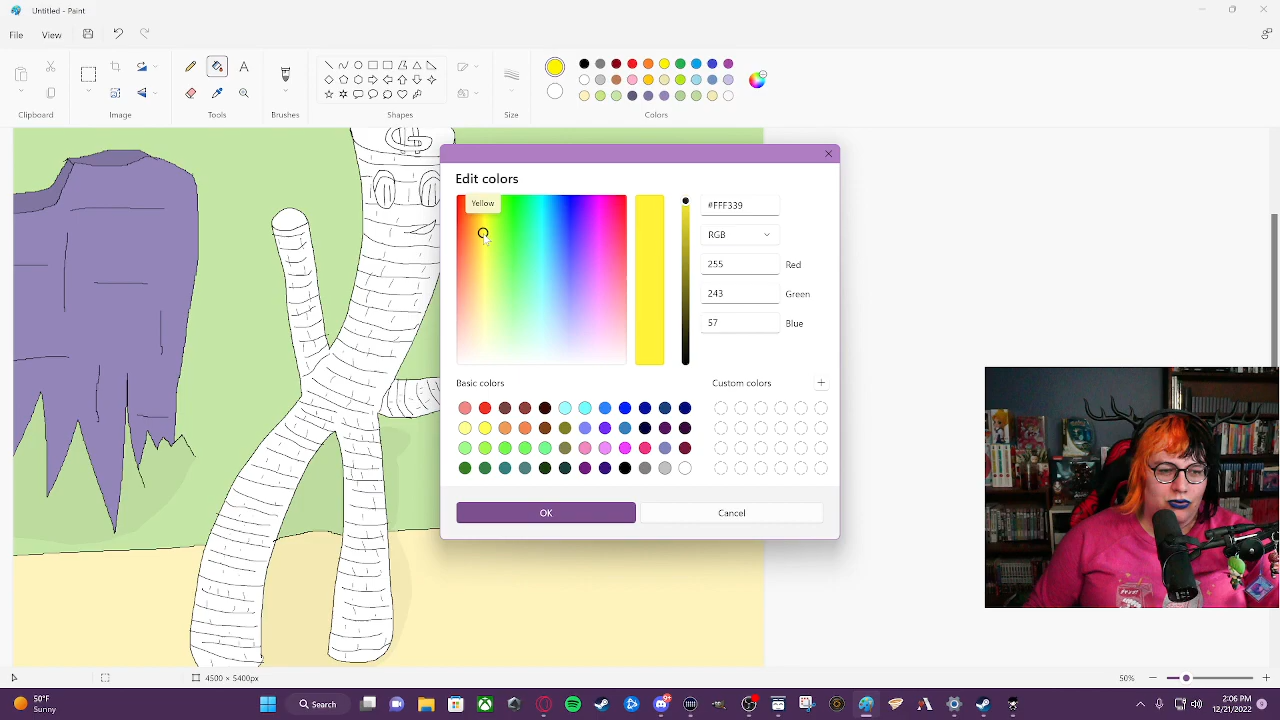 Untitled - Paint
File
View
A
Clipboard
Image
Tools
Brushes
Shapes
Size
Colors
Edit colors
Yellow
#FFF339
RGB
255
Red
243
Green
57
Blue
Basic colors
Custom colors
+
OK
Cancel
4500 × 5400px
50%
50°F
Sunny
Search
2:06 PM
12/21/2022